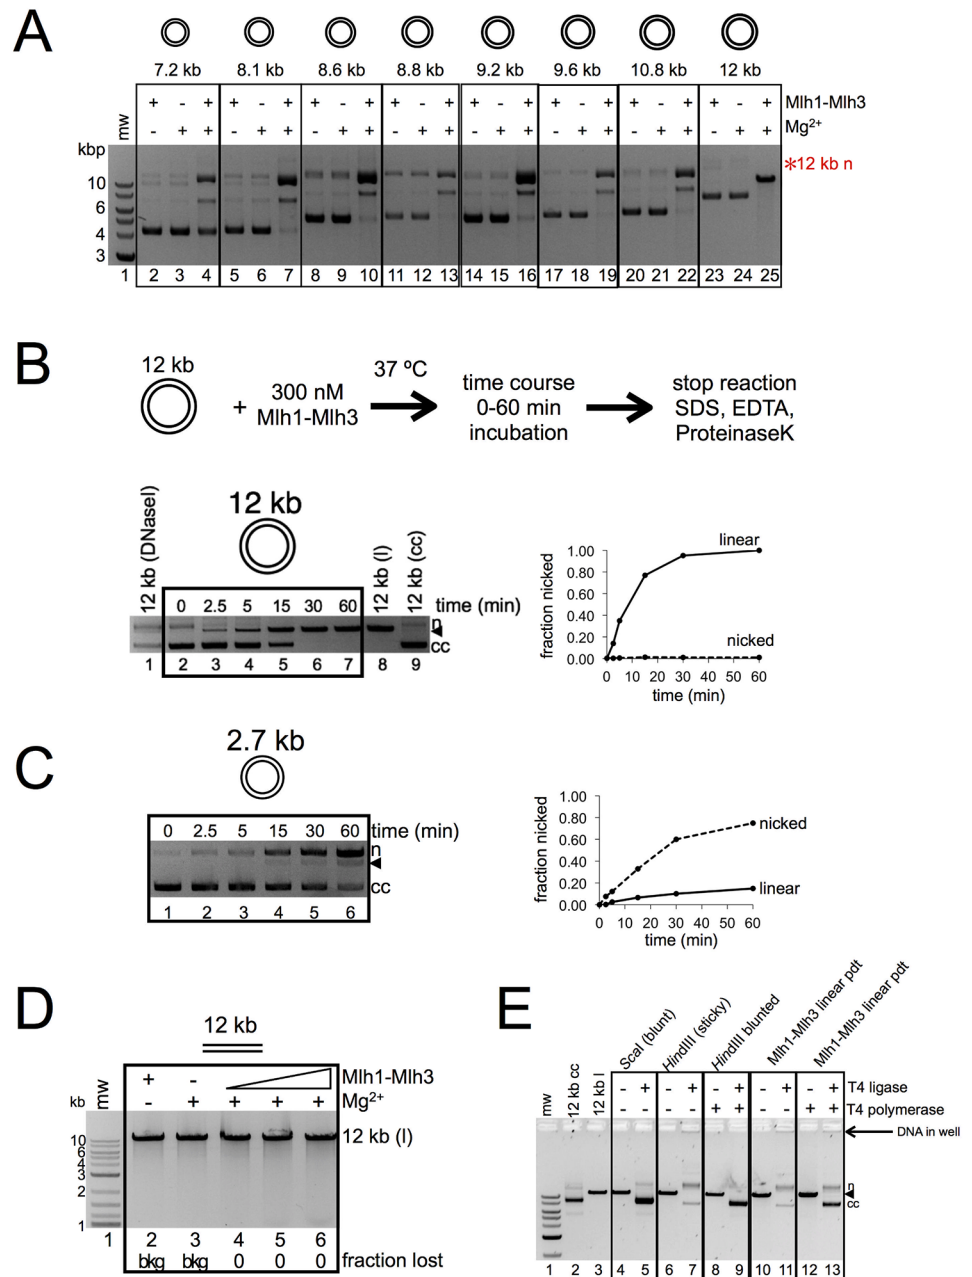 A
7.2 kb 8.1 kb 8.6 kb 8.8 kb 9.2 kb 9.6 kb 10.8 kb 12 kb
+ - + + - + + - + + - + + - + + - + + - + + - + Mlh1-Mlh3
- + + - + + - + + - + + - + + - + + - + + - + + Mg2+
mw
kbp
*12 kb n
10
6
4
3
1 2 3 4 5 6 7 8 9 10 11 12 13 14 15 16 17 18 19 20 21 22 23 24 25
B
12 kb
+ 300 nM
Mlh1-Mlh3
37 ºC
time course
0-60 min
incubation
stop reaction
SDS, EDTA,
ProteinaseK
12 kb (DNaseI)
12 kb
12 kb (l)
12 kb (cc)
0 2.5 5 15 30 60 time (min)
n
cc
1 2 3 4 5 6 7 8 9
fraction nicked
1.00
0.80
0.60
0.40
0.20
0.00
linear
nicked
0 10 20 30 40 50 60
time (min)
C
2.7 kb
0 2.5 5 15 30 60 time (min)
n
cc
1 2 3 4 5 6
fraction nicked
1.00
0.80
0.60
0.40
0.20
0.00
nicked
linear
0 10 20 30 40 50 60
time (min)
D
12 kb
mw
+ - Mlh1-Mlh3
- + + + + Mg2+
kb
10
6
4
3
2
1
12 kb (l)
1 2 3 4 5 6
bkg bkg 0 0 0 fraction lost
E
mw
12 kb cc
12 kb l
ScaI (blunt)
HindIII (sticky)
HindIII blunted
Mlh1-Mlh3 linear pdt
Mlh1-Mlh3 linear pdt
- + - + - + - + - + T4 ligase
- - - - + + - - + + T4 polymerase
DNA in well
n
cc
1 2 3 4 5 6 7 8 9 10 11 12 13